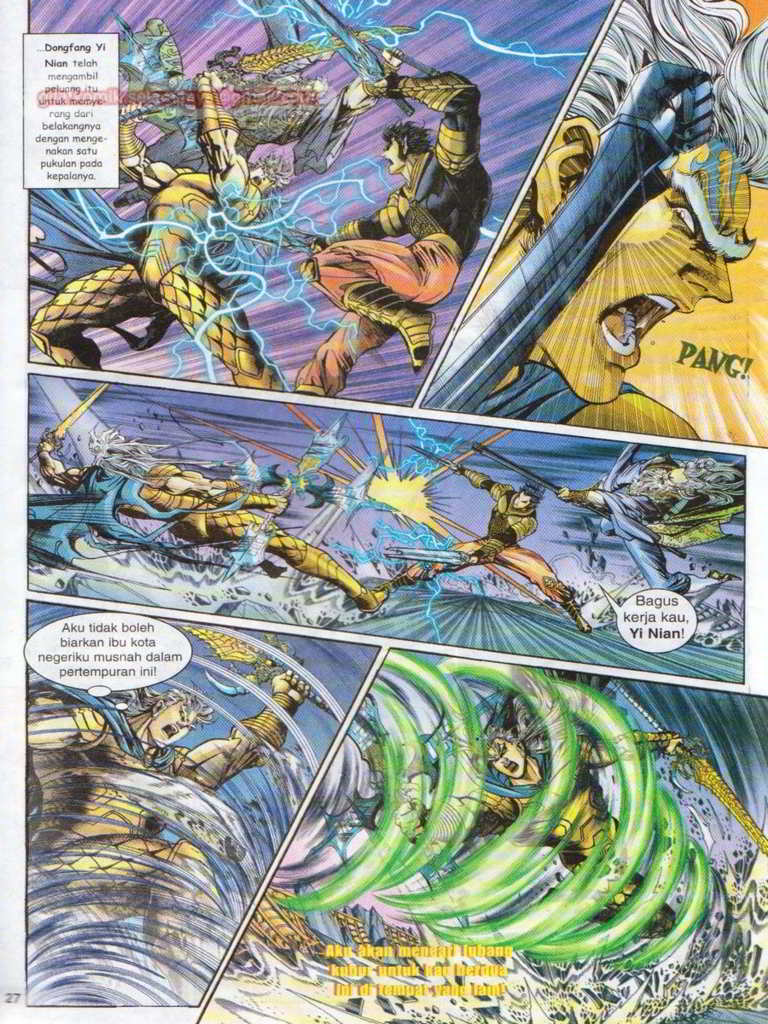 ...Dongfang Yi
Nian telah
mengambil
peluang itu
untuk menye-
rang dari
belakangnya
dengan menge-
nakan satu
pukulan pada
kepalanya.
PANG!
Bagus
kerja kau,
Yi Nian!
Aku tidak boleh
biarkan ibu kota
negeriku musnah dalam
pertempuran ini!
Aku akan mencari lubang
kubur untuk kau berdua
ini di tempat yang lain!
27